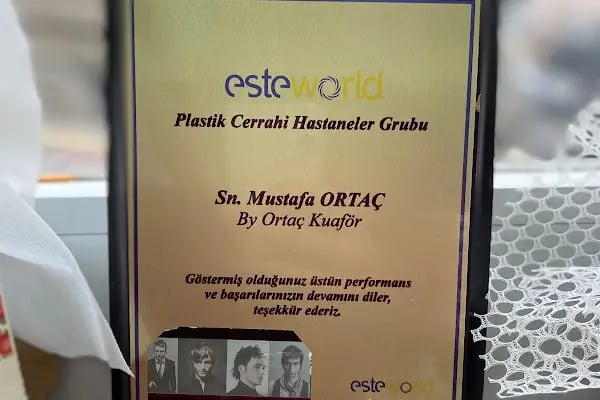 esteworld
Plastik Cerrahi Hastaneler Grubu
Sn. Mustafa ORTAÇ
By Ortaç Kuaför
Göstermiş olduğunuz üstün performans
ve başarılarınızın devamını diler,
teşekkür ederiz.
esteworld